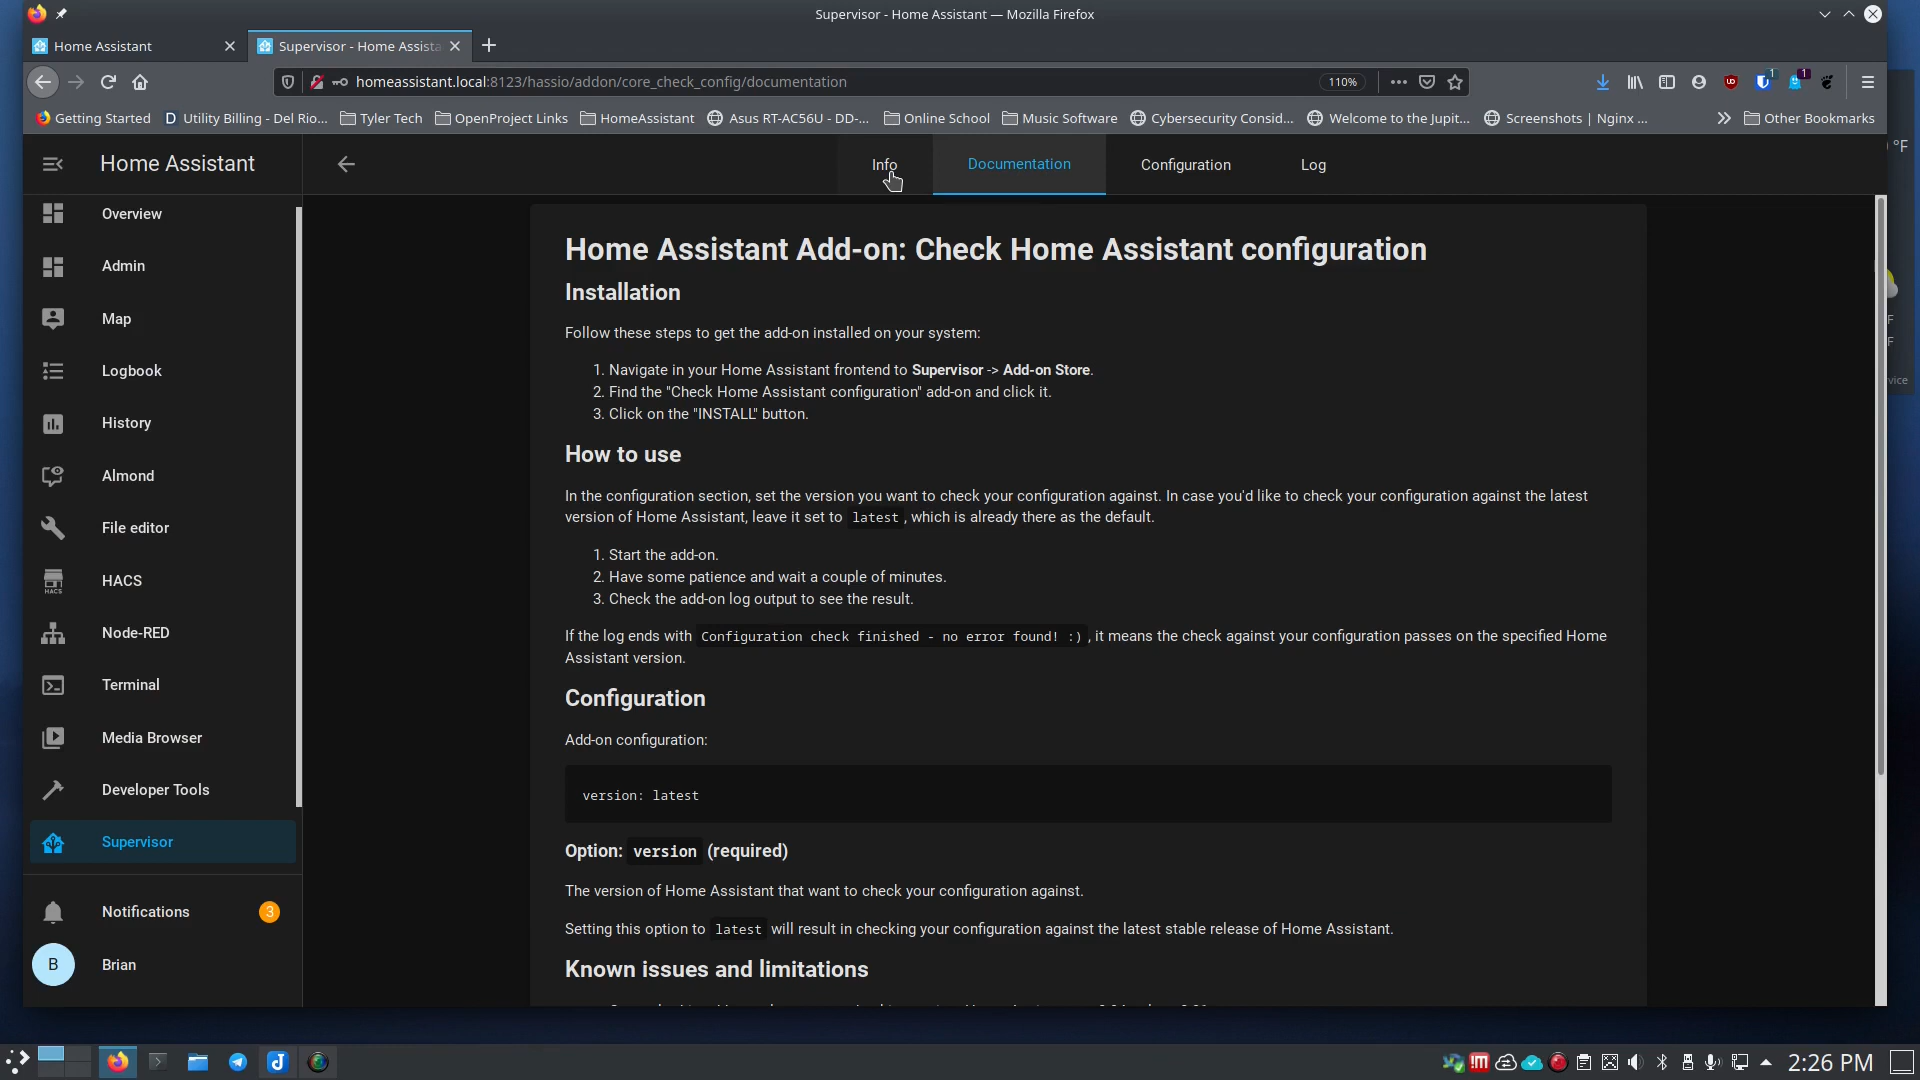 Supervisor - Home Assistant — Mozilla Firefox
Home Assistant
Supervisor - Home Assista
homeassistant.local:8123/hassio/addon/core_check_config/documentation
110%
1
1
Getting Started
Utility Billing - Del Rio...
Tyler Tech
OpenProject Links
HomeAssistant
Asus RT-AC56U - DD-...
Online School
Music Software
Cybersecurity Consid...
Welcome to the Jupit...
Screenshots | Nginx ...
Other Bookmarks
Home Assistant
Info
Documentation
Configuration
Log
°F
Overview
Admin
Map
Logbook
History
Almond
File editor
HACS
HACS
Node-RED
Terminal
Media Browser
Developer Tools
Supervisor
Notifications
3
B
Brian
Home Assistant Add-on: Check Home Assistant configuration
Installation
Follow these steps to get the add-on installed on your system:
1. Navigate in your Home Assistant frontend to Supervisor -> Add-on Store.
2. Find the "Check Home Assistant configuration" add-on and click it.
3. Click on the "INSTALL" button.
How to use
In the configuration section, set the version you want to check your configuration against. In case you'd like to check your configuration against the latest
version of Home Assistant, leave it set to latest, which is already there as the default.
1. Start the add-on.
2. Have some patience and wait a couple of minutes.
3. Check the add-on log output to see the result.
If the log ends with Configuration check finished - no error found! :), it means the check against your configuration passes on the specified Home
Assistant version.
Configuration
Add-on configuration:
version: latest
Option: version (required)
The version of Home Assistant that want to check your configuration against.
Setting this option to latest will result in checking your configuration against the latest stable release of Home Assistant.
Known issues and limitations
F
F
vice
2:26 PM